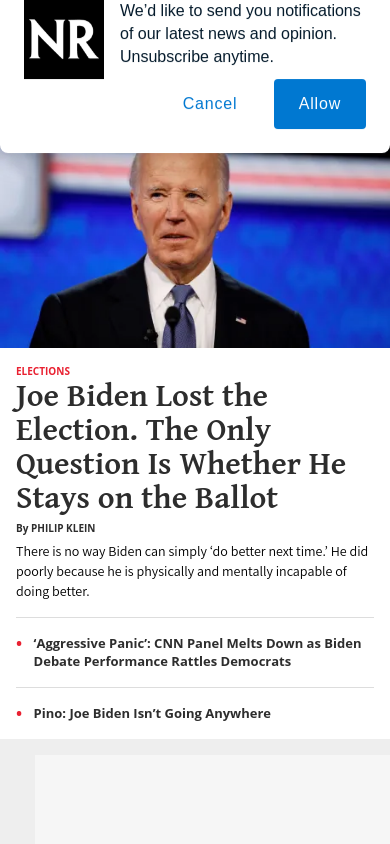 NR
We’d like to send you notifications
of our latest news and opinion.
Unsubscribe anytime.
Cancel
Allow
ELECTIONS
Joe Biden Lost the
Election. The Only
Question Is Whether He
Stays on the Ballot
By PHILIP KLEIN
There is no way Biden can simply ‘do better next time.’ He did
poorly because he is physically and mentally incapable of
doing better.
‘Aggressive Panic’: CNN Panel Melts Down as Biden
Debate Performance Rattles Democrats
Pino: Joe Biden Isn’t Going Anywhere